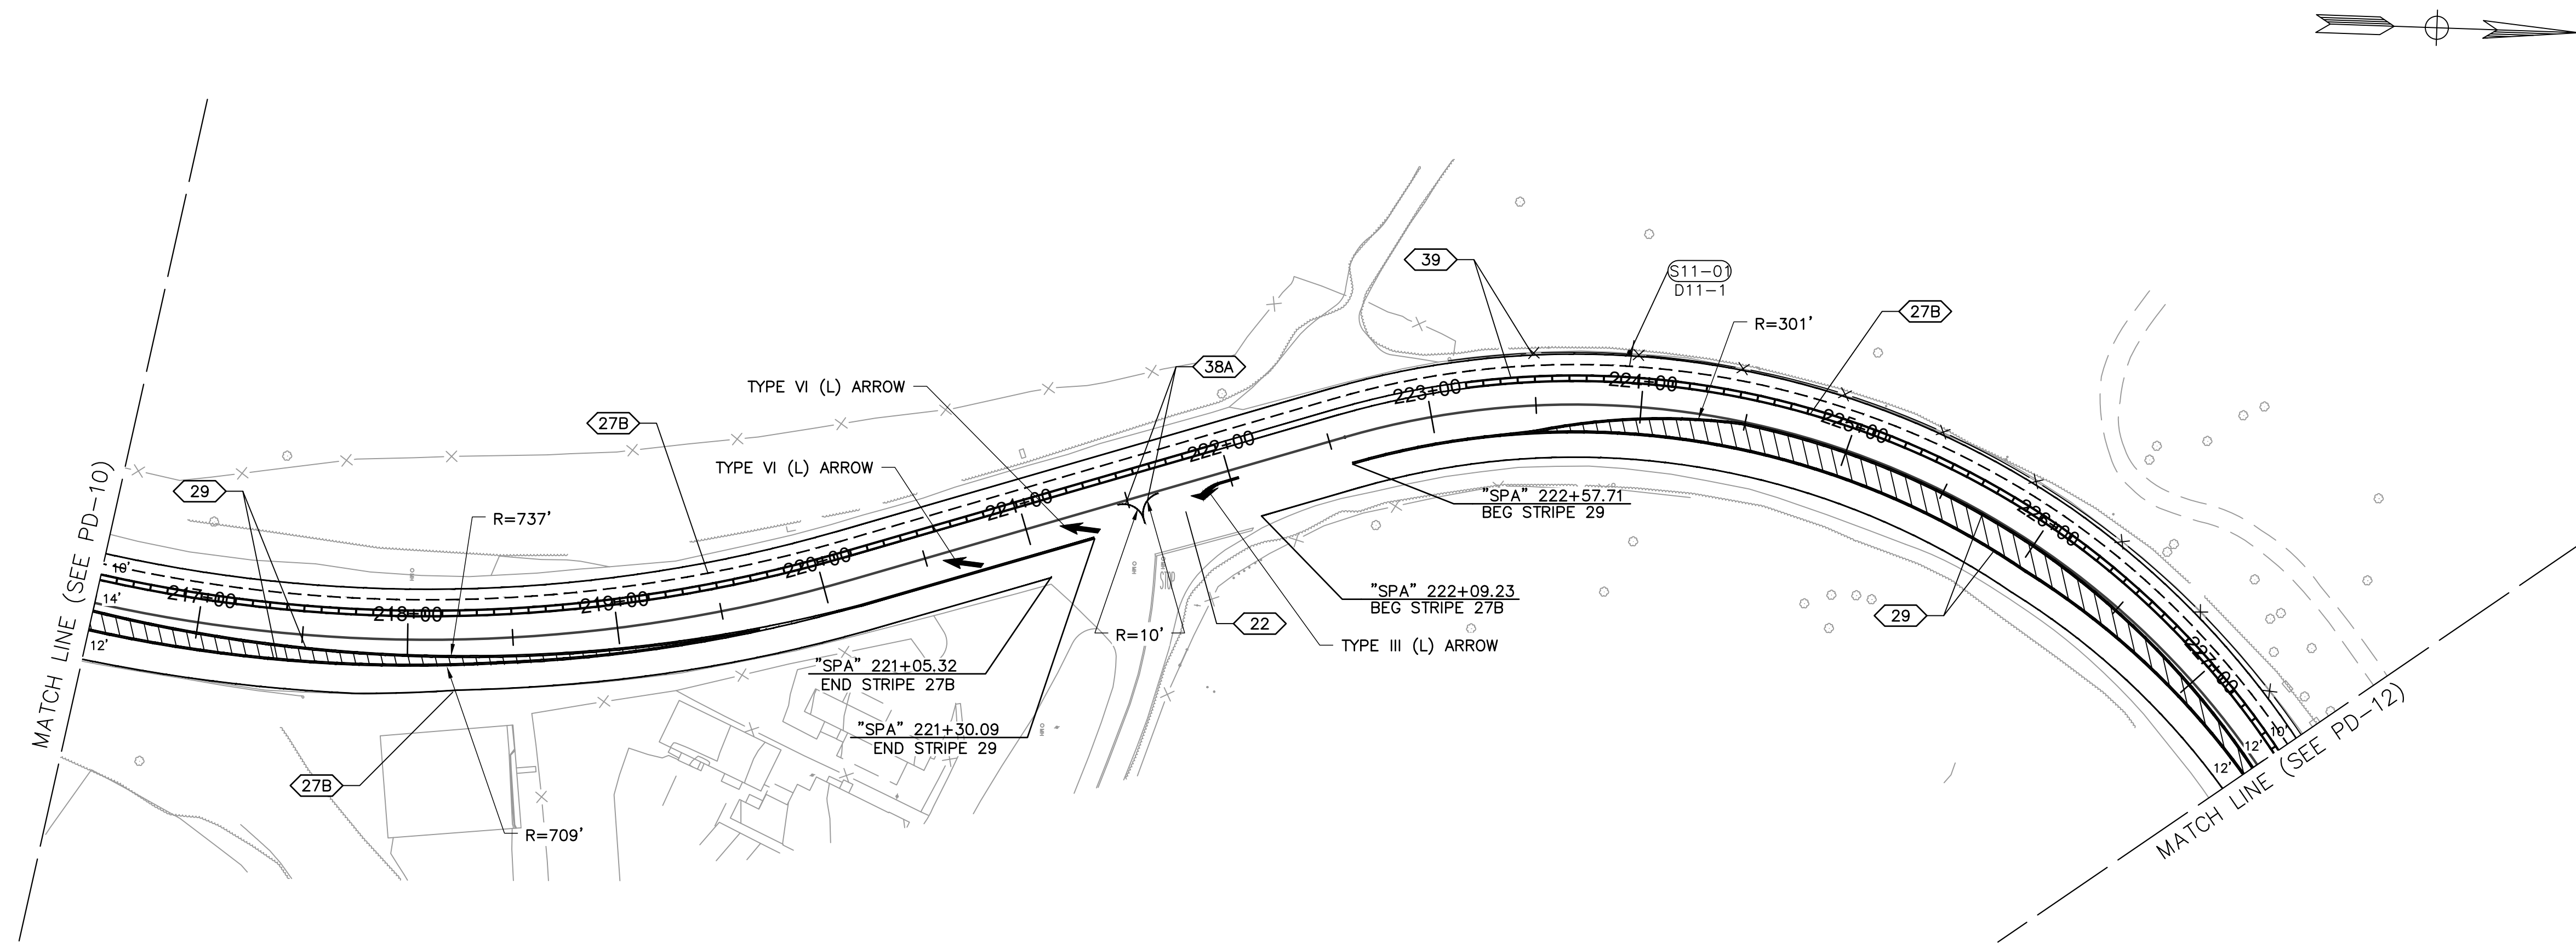 MATCH LINE (SEE PD-10)
29
10'
14'
12'
217+00
218+00
219+00
220+00
221+00
222+00
223+00
224+00
225+00
226+00
227+00
R=737'
27B
TYPE VI (L) ARROW
TYPE VI (L) ARROW
38A
39
S11-01
D11-1
R=301'
27B
"SPA" 222+57.71
BEG STRIPE 29
"SPA" 222+09.23
BEG STRIPE 27B
22
R=10'
TYPE III (L) ARROW
"SPA" 221+05.32
END STRIPE 27B
"SPA" 221+30.09
END STRIPE 29
27B
R=709'
29
12'
12'
10'
MATCH LINE (SEE PD-12)